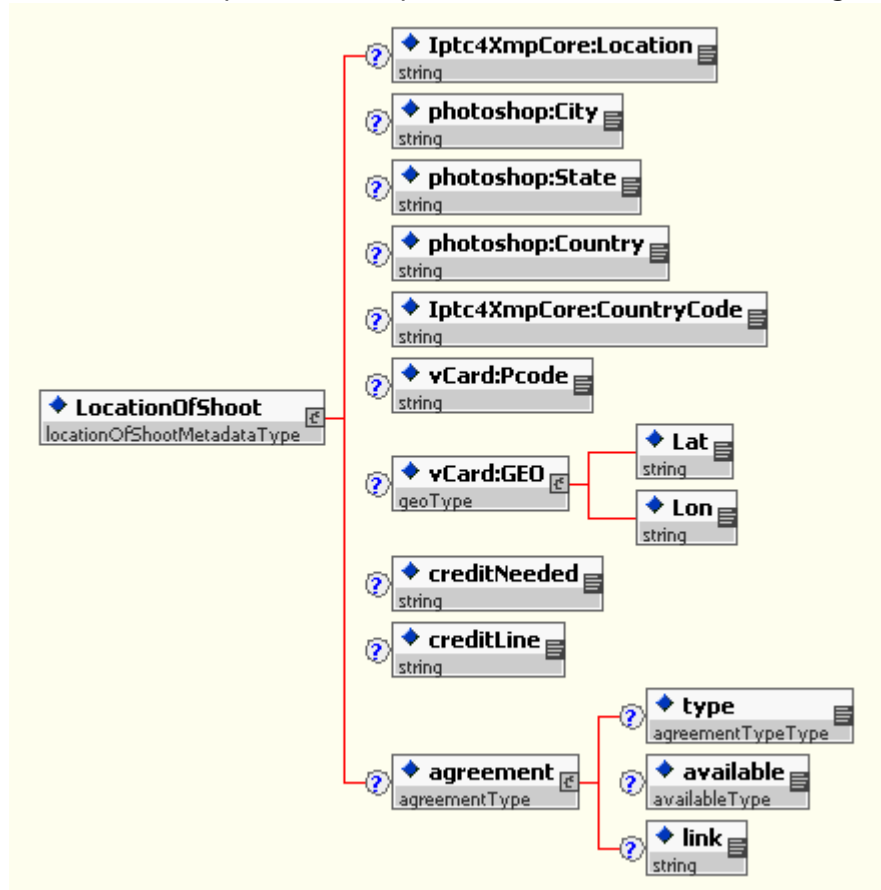 Iptc4XmpCore:Location
string
photoshop:City
string
photoshop:State
string
photoshop:Country
string
Iptc4XmpCore:CountryCode
string
vCard:Pcode
string
LocationOfShoot
locationOfShootMetadataType
vCard:GEO
geoType
Lat
string
Lon
string
creditNeeded
string
creditLine
string
agreement
agreementType
type
agreementTypeType
available
availableType
link
string